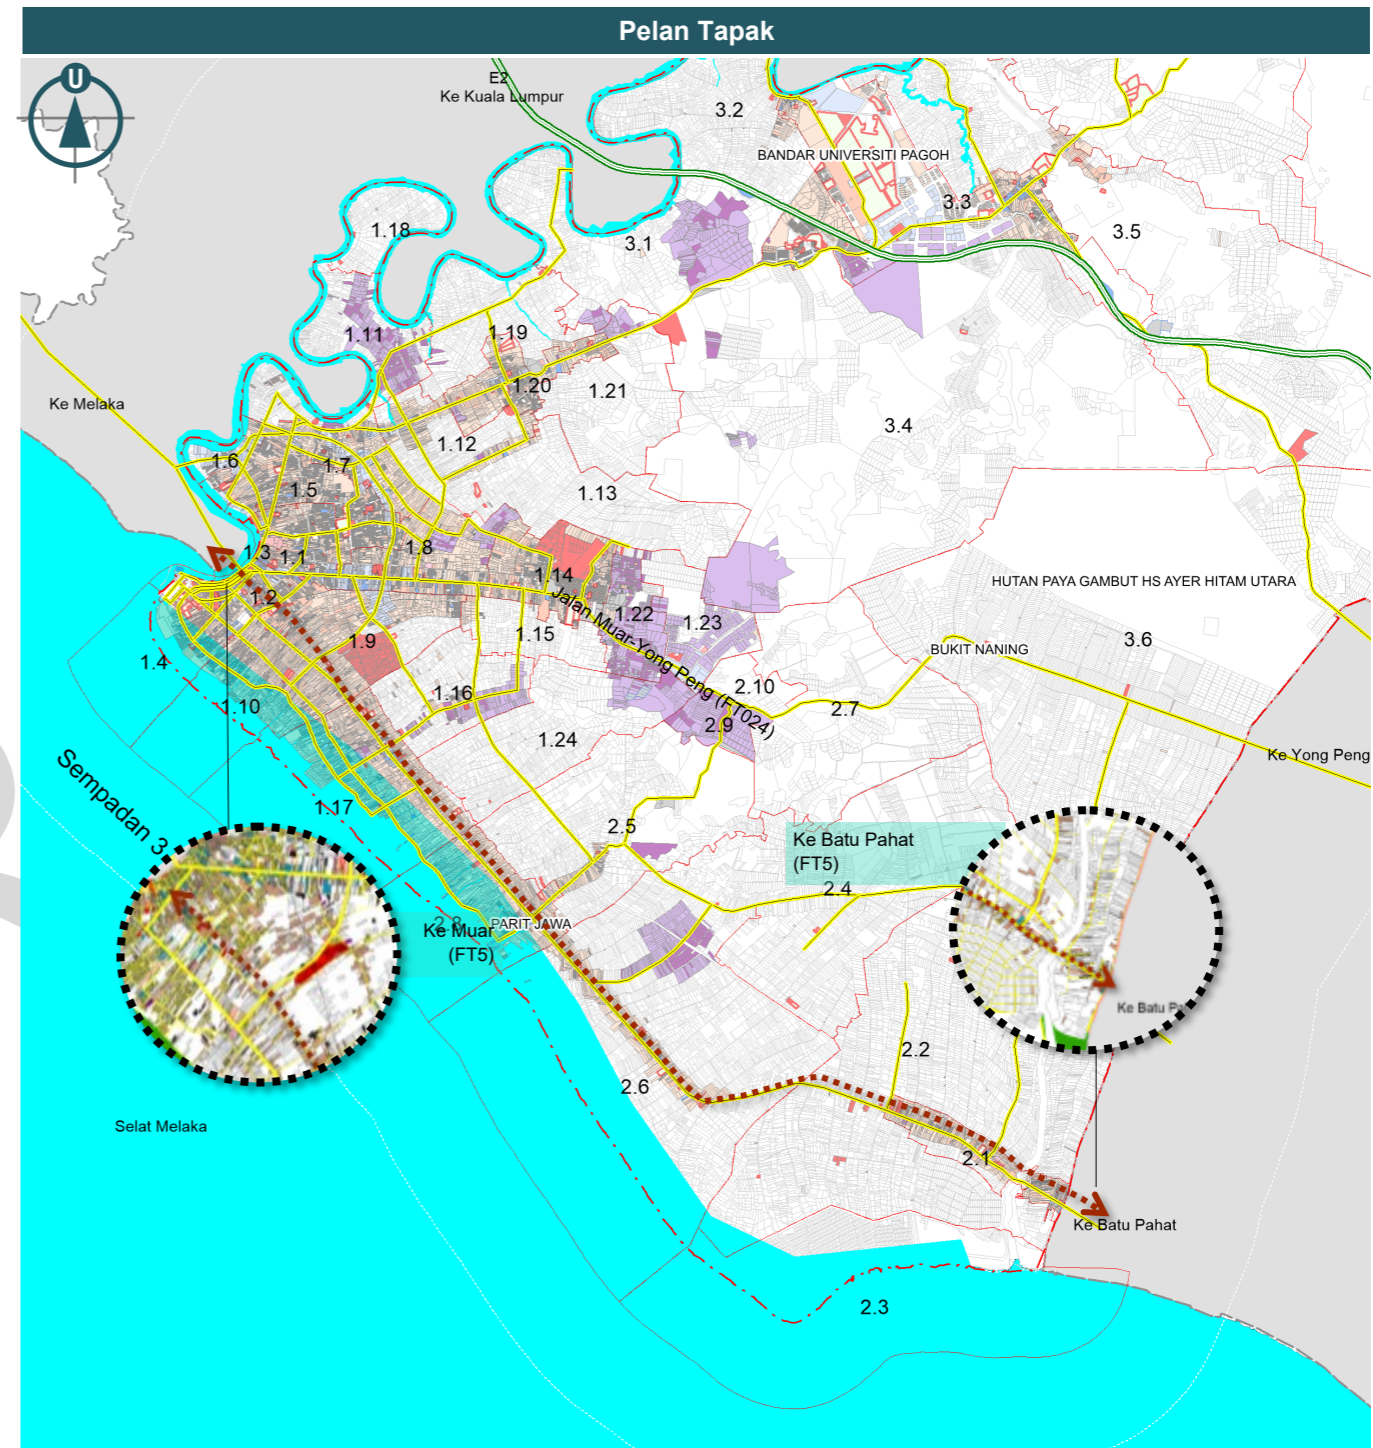 Pelan Tapak
U
E2
Ke Kuala Lumpur
3.2
BANDAR UNIVERSITI PAGOH
3.3
3.5
1.18
3.1
1.11
1.19
1.20
1.21
Ke Melaka
3.4
1.12
1.6
1.7
1.5
1.13
1.3
1.1
1.8
1.14
HUTAN PAYA GAMBUT HS AYER HITAM UTARA
1.2
Jalan Muar-Yong Peng (FT024)
1.22
1.23
1.15
1.9
3.6
BUKIT NANING
1.4
1.16
2.10
1.10
2.7
2.9
1.24
Ke Yong Peng
Sempadan 3
1.17
2.5
Ke Batu Pahat
(FT5)
2.4
2.8
PARIT JAWA
Ke Muar
(FT5)
Ke Batu Pa
2.2
2.6
Selat Melaka
2.1
Ke Batu Pahat
2.3